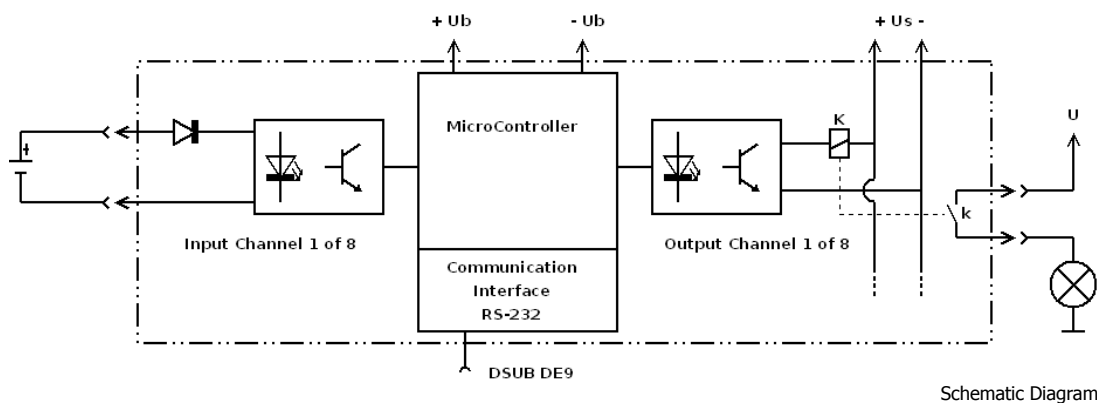 + Ub
- Ub
+ Us -
MicroController
K
U
k
Input Channel 1 of 8
Output Channel 1 of 8
Communication
Interface
RS-232
DSUB DE9
Schematic Diagram
+